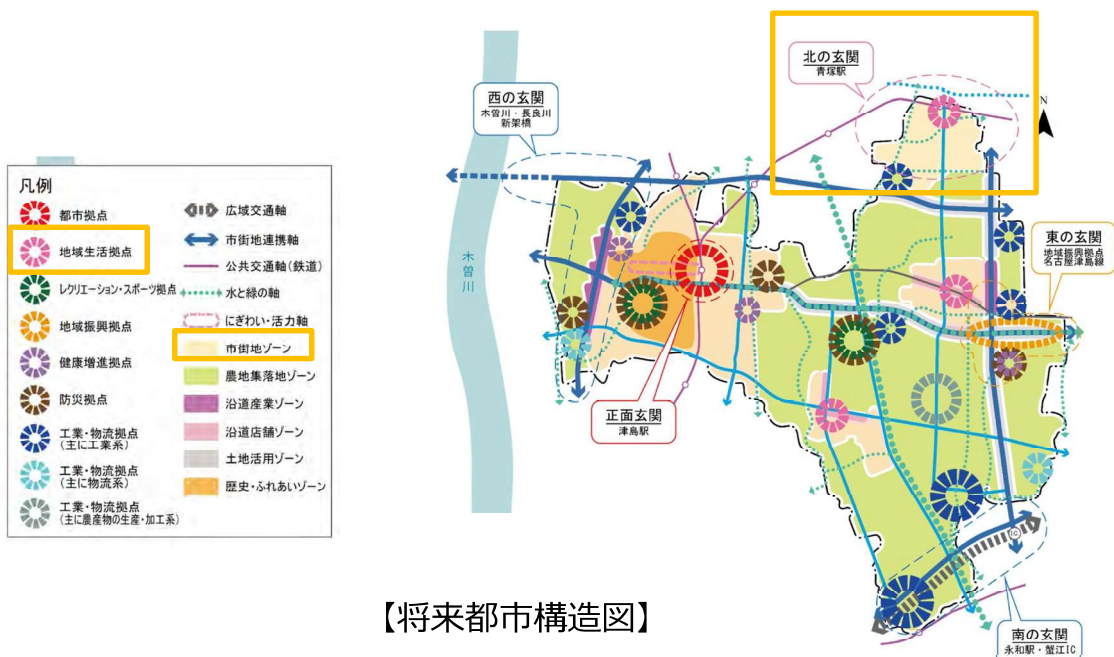 北の玄関
青塚駅
西の玄関
木曽川・長良川
新架橋
N
凡例
都市拠点
地域生活拠点
レクリエーション・スポーツ拠点
地域振興拠点
健康増進拠点
防災拠点
工業・物流拠点
(主に工業系)
工業・物流拠点
(主に物流系)
工業・物流拠点
(主に農産物の生産・加工系)
広域交通軸
市街地連携軸
公共交通軸(鉄道)
水と緑の軸
にぎわい・活力軸
市街地ゾーン
農地集落地ゾーン
沿道産業ゾーン
沿道店舗ゾーン
土地活用ゾーン
歴史・ふれあいゾーン
木曽川
東の玄関
地域振興拠点
名古屋津島線
正面玄関
津島駅
IC
南の玄関
永和駅・蟹江IC
【将来都市構造図】